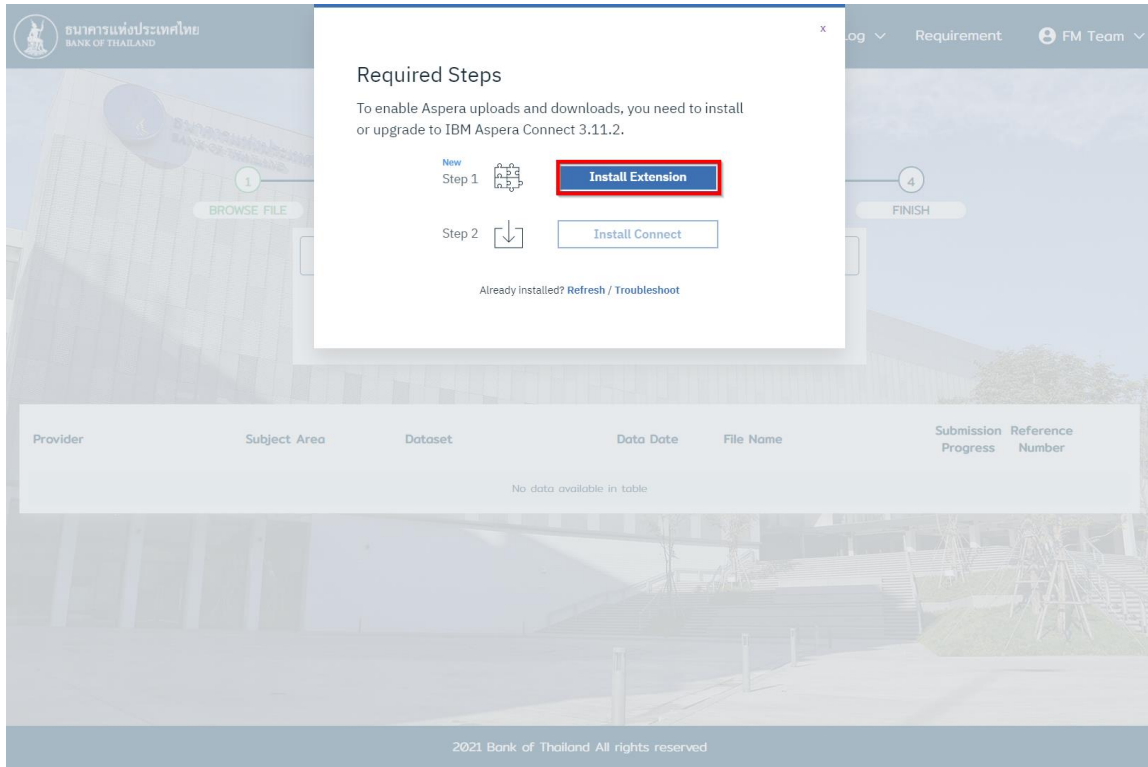 ธนาคารแห่งประเทศไทย
BANK OF THAILAND
og
Requirement
FM Team
x
Required Steps
To enable Aspera uploads and downloads, you need to install
or upgrade to IBM Aspera Connect 3.11.2.
New
Step 1
Install Extension
Step 2
Install Connect
Already installed? Refresh / Troubleshoot
1
BROWSE FILE
4
FINISH
Provider
Subject Area
Dataset
Data Date
File Name
Submission Progress
Reference Number
No data available in table
2021 Bank of Thailand All rights reserved